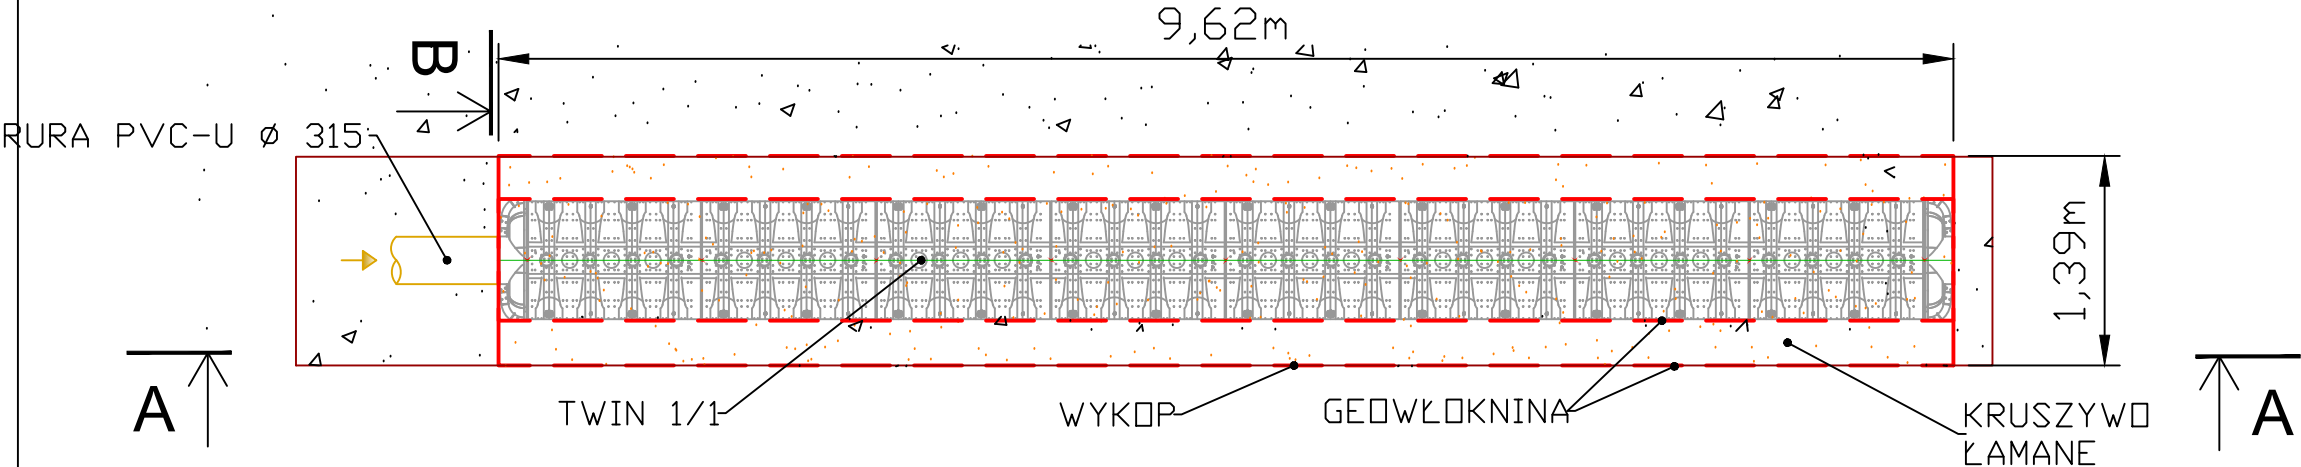 9,62m
B
RURA PVC-U ø 315
1,39m
TWIN 1/1
WYKOP
GEOWŁOKNINA
KRUSZYWO
ŁAMANE
A
A